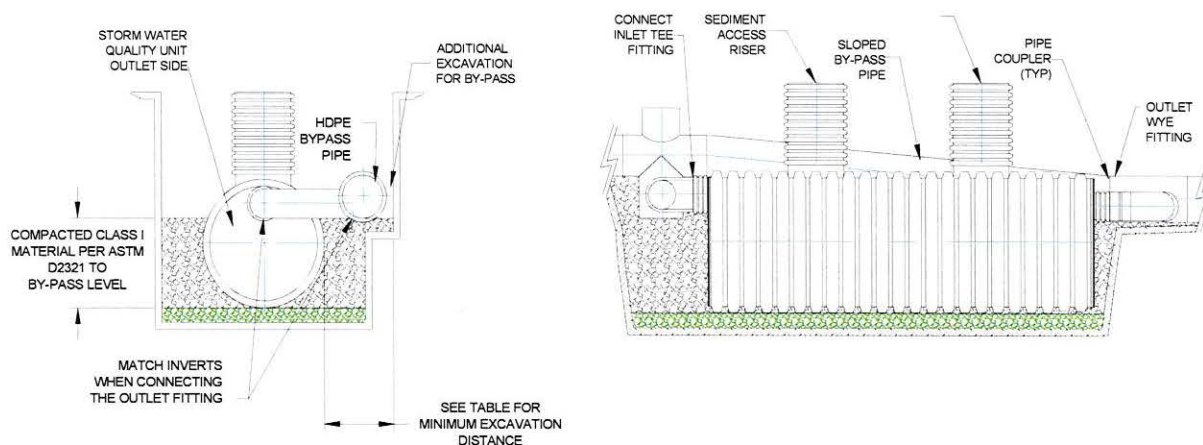 STORM WATER
QUALITY UNIT
OUTLET SIDE
ADDITIONAL
EXCAVATION
FOR BY-PASS
HDPE
BYPASS
PIPE
COMPACTED CLASS I
MATERIAL PER ASTM
D2321 TO
BY-PASS LEVEL
MATCH INVERTS
WHEN CONNECTING
THE OUTLET FITTING
SEE TABLE FOR
MINIMUM EXCAVATION
DISTANCE
CONNECT
INLET TEE
FITTING
SEDIMENT
ACCESS
RISER
SLOPED
BY-PASS
PIPE
PIPE
COUPLER
(TYP)
OUTLET
WYE
FITTING